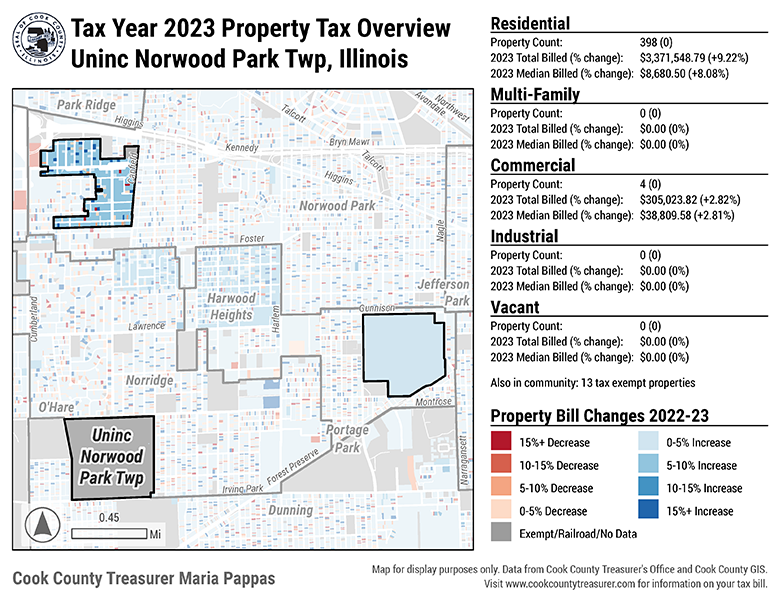 Tax Year 2023 Property Tax Overview
Uninc Norwood Park Twp, Illinois
Residential
Property Count: 398 (0)
2023 Total Billed (% change): $3,371,548.79 (+9.22%)
2023 Median Billed (% change): $8,680.50 (+8.08%)
Multi-Family
Property Count: 0 (0)
2023 Total Billed (% change): $0.00 (0%)
2023 Median Billed (% change): $0.00 (0%)
Commercial
Property Count: 4 (0)
2023 Total Billed (% change): $305,023.82 (+2.82%)
2023 Median Billed (% change): $38,809.58 (+2.81%)
Industrial
Property Count: 0 (0)
2023 Total Billed (% change): $0.00 (0%)
2023 Median Billed (% change): $0.00 (0%)
Vacant
Property Count: 0 (0)
2023 Total Billed (% change): $0.00 (0%)
2023 Median Billed (% change): $0.00 (0%)
Also in community: 13 tax exempt properties
Property Bill Changes 2022-23
15%+ Decrease
10-15% Decrease
5-10% Decrease
0-5% Decrease
Exempt/Railroad/No Data
0-5% Increase
5-10% Increase
10-15% Increase
15%+ Increase
Park Ridge
Higgins
Talcott
Avondale
Northwest
Kennedy
Bryn Mawr
Talcott
Higgins
Canfield
Norwood Park
Nagle
Foster
Jefferson
Park
Harwood
Heights
Harlem
Cumberland
Lawrence
Gunnison
Norridge
O'Hare
Montrose
Uninc
Norwood
Park Twp
Portage
Park
Narragansett
Forest Preserve
Irving Park
Dunning
0.45
Mi
Cook County Treasurer Maria Pappas
Map for display purposes only. Data from Cook County Treasurer's Office and Cook County GIS.
Visit www.cookcountytreasurer.com for information on your tax bill.